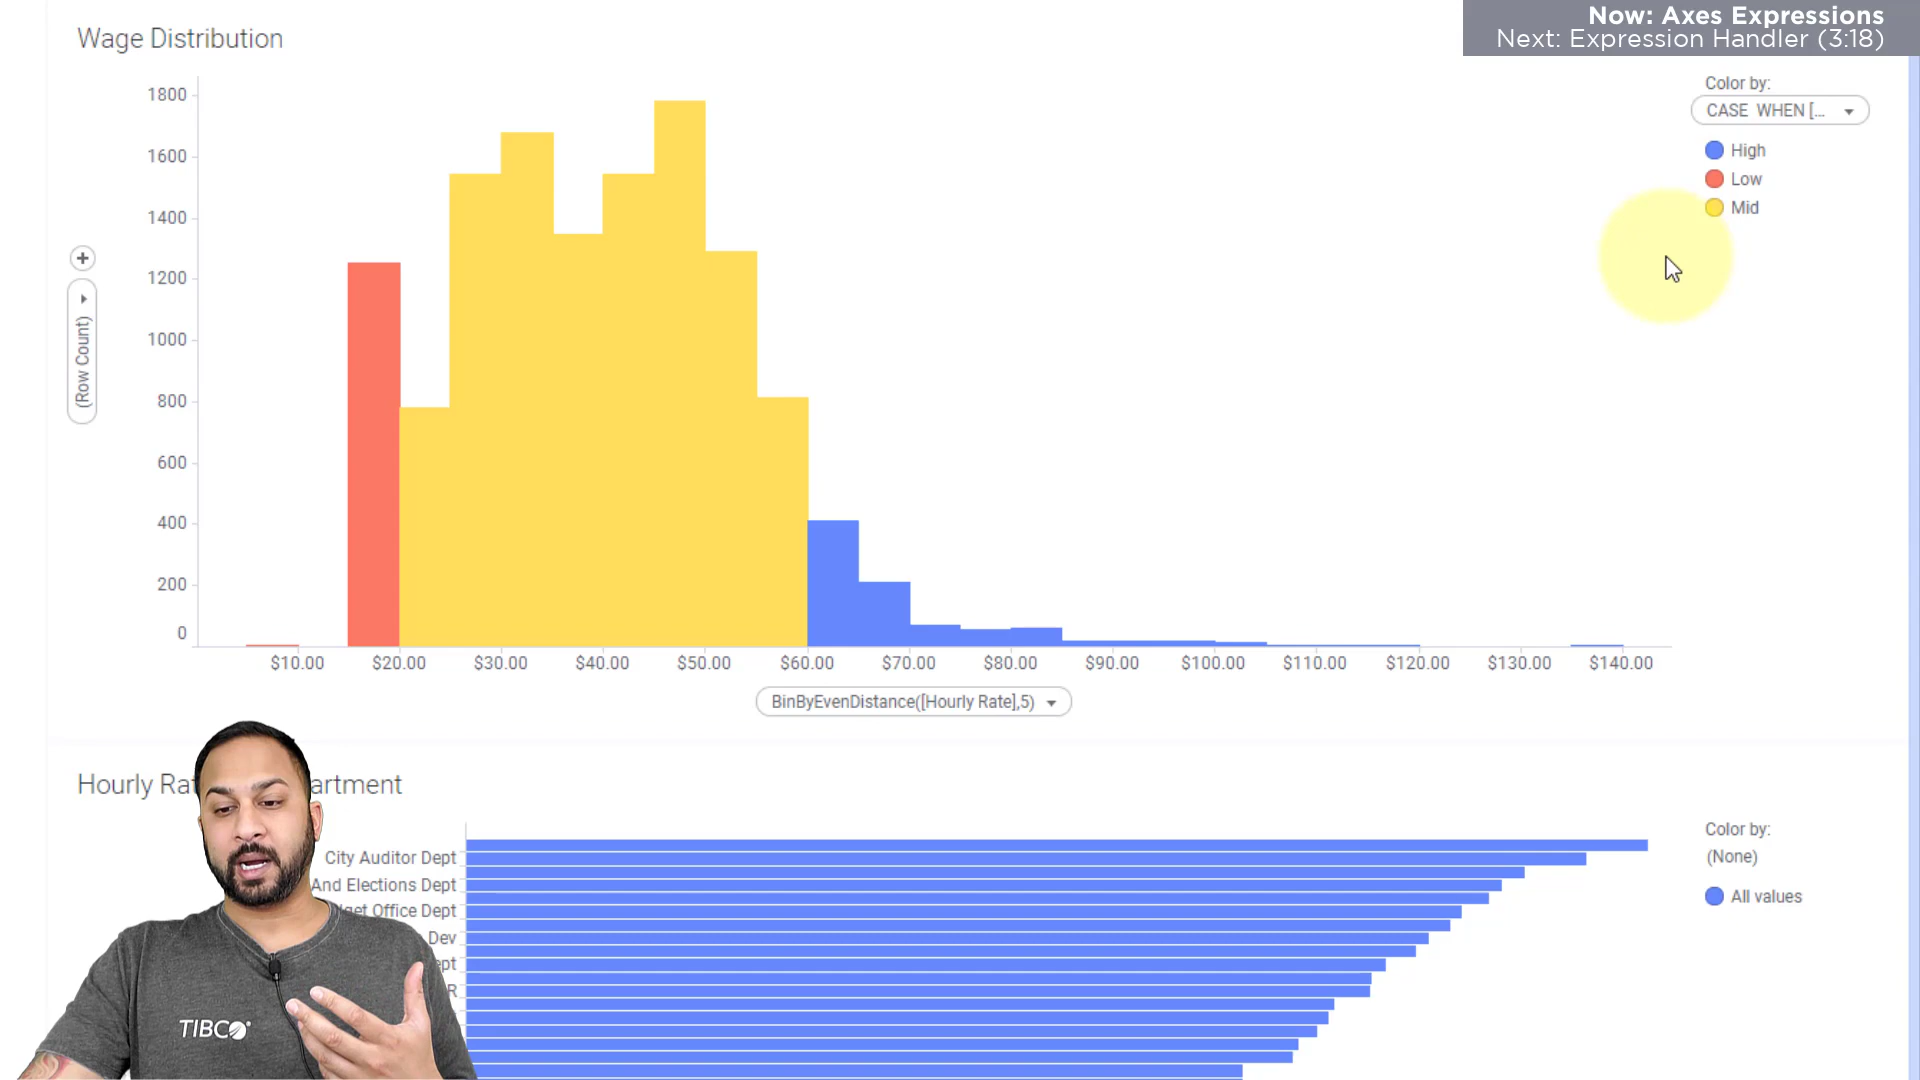 Now: Axes Expressions
Next: Expression Handler (3:18)
Wage Distribution
Color by:
CASE WHEN [...
High
Low
Mid
1800
1600
1400
1200
1000
800
600
400
200
0
(Row Count)
$10.00 $20.00 $30.00 $40.00 $50.00 $60.00 $70.00 $80.00 $90.00 $100.00 $110.00 $120.00 $130.00 $140.00
BinByEvenDistance([Hourly Rate],5)
Hourly Ra artment
Color by:
(None)
All values
City Auditor Dept
And Elections Dept
get Office Dept
Dev
ept
R
TIBCO